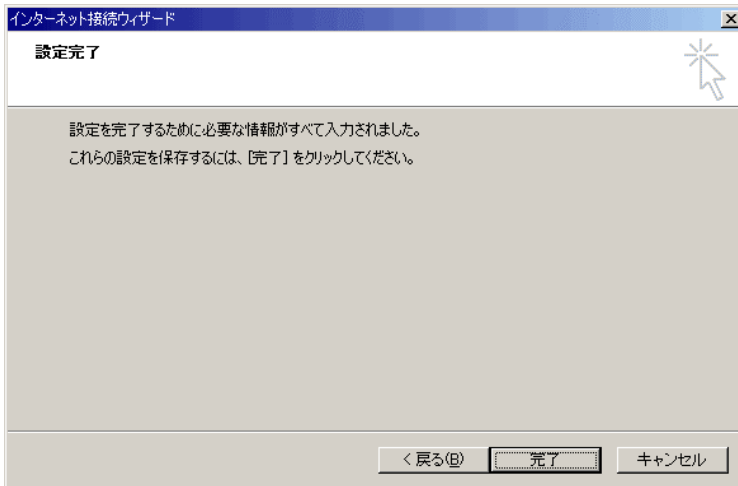 インターネット接続ウィザード
設定完了
設定を完了するために必要な情報がすべて入力されました。
これらの設定を保存するには、[完了] をクリックしてください。
< 戻る(B) 完了 キャンセル